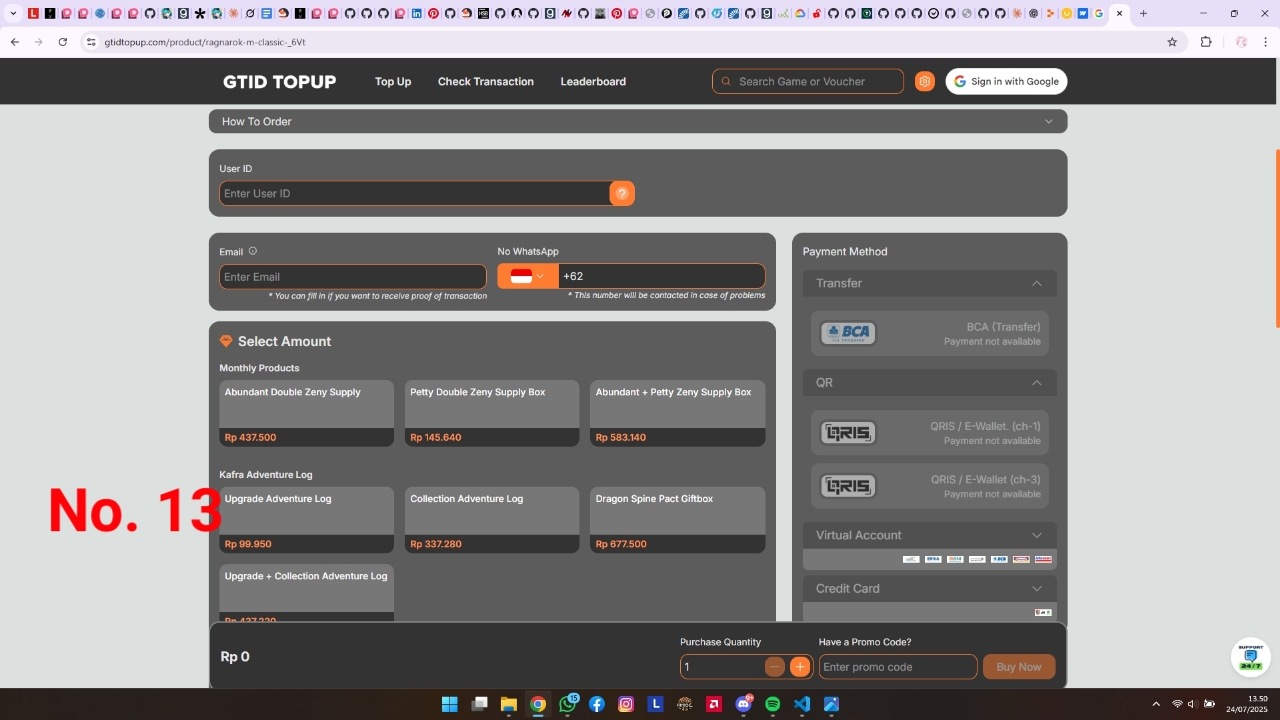 gtidtopup.com/product/ragnarok-m-classic-_6Vt
GTID TOPUP
Top Up
Check Transaction
Leaderboard
Search Game or Voucher
Sign in with Google
How To Order
User ID
Enter User ID
Email
No WhatsApp
Enter Email
+62
* You can fill in if you want to receive proof of transaction
* This number will be contacted in case of problems
Select Amount
Monthly Products
Abundant Double Zeny Supply
Petty Double Zeny Supply Box
Abundant + Petty Zeny Supply Box
Rp 437.500
Rp 145.640
Rp 583.140
Kafra Adventure Log
No. 13
Upgrade Adventure Log
Collection Adventure Log
Dragon Spine Pact Giftbox
Rp 99.950
Rp 337.280
Rp 677.500
Upgrade + Collection Adventure Log
Payment Method
Transfer
BCA
BCA (Transfer)
Payment not available
QR
QRIS
QRIS / E-Wallet. (ch-1)
Payment not available
QRIS
QRIS / E-Wallet (ch-3)
Payment not available
Virtual Account
Credit Card
Rp 0
Purchase Quantity
1
Have a Promo Code?
Enter promo code
Buy Now
SUPPORT
24/7
15
13.50
24/07/2025